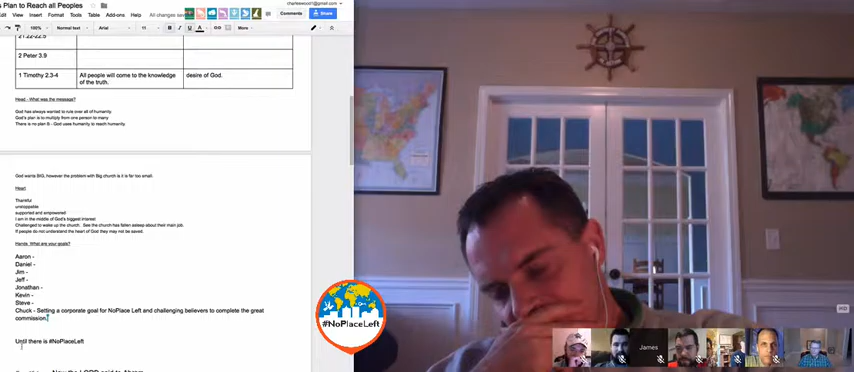 s Plan to Reach all Peoples
charleswood1@gmail.com
View Insert Format Tools Table Add-ons Help All changes saved
Comments
Share
100% Normal text Arial B I U A More
21.22-22.5
2 Peter 3.9
1 Timothy 2.3-4 All people will come to the knowledge of the truth. desire of God.
Head - What was the message?
God has always wanted to rule over all of humanity.
God's plan is to multiply from one person to many
There is no plan B - God uses humanity to reach humanity.
God wants BIG, however the problem with Big church is it is far too small.
Heart
Thankful
unstoppable
supported and empowered
I am in the middle of God's biggest interest
Challenged to wake up the church. See the church has fallen asleep about their main job.
If people do not understand the heart of God they may not be saved.
Hands What are your goals?
Aaron -
Daniel -
Jim -
Jeff -
Jonathan -
Kevin -
Steve -
Chuck - Setting a corporate goal for NoPlace Left and challenging believers to complete the great
commission.
Until there is #NoPlaceLeft
Now the LORD said to Abram
#NoPlaceLeft
James
HD